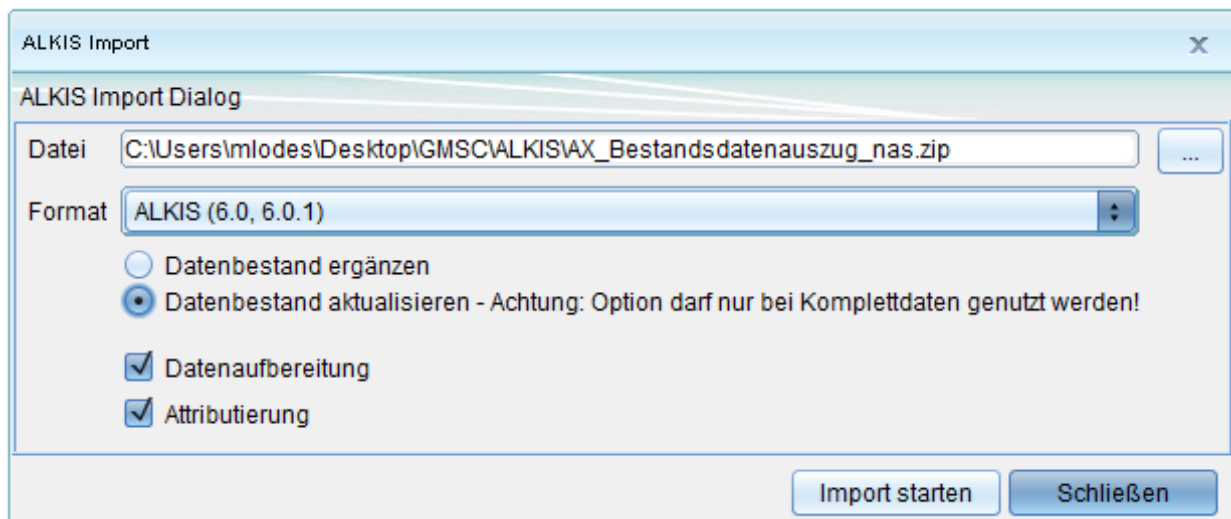 ALKIS Import
x
ALKIS Import Dialog
Datei C:\Users\mlodes\Desktop\GMSC\ALKIS\AX_Bestandsdatenauszug_nas.zip ...
Format ALKIS (6.0, 6.0.1)
Datenbestand ergänzen
Datenbestand aktualisieren - Achtung: Option darf nur bei Komplettdaten genutzt werden!
Datenaufbereitung
Attributierung
Import starten Schließen